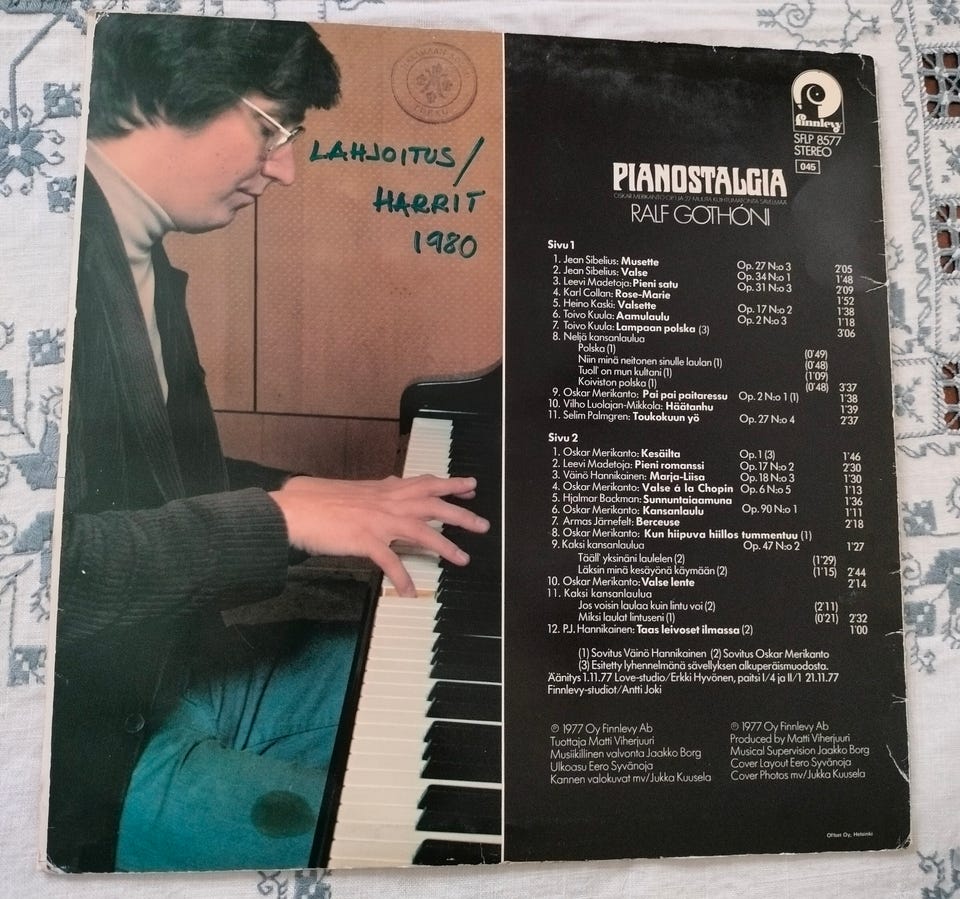 LAHJOITUS/
HARRIT
1980
Finnlevy
SFLP 8577
STEREO
045
PIANOSTALGIA
OSKAR MERIKANTO OP. 1 JA 27 MUUTA KUIHTUMATONTA SÄVELMÄÄ
RALF GOTHÓNI
Sivu 1
1. Jean Sibelius: Musette Op. 27 N:o 3 2'05
2. Jean Sibelius: Valse Op. 34 N:o 1 1'48
3. Leevi Madetoja: Pieni satu Op. 31 N:o 3 2'09
4. Karl Collan: Rose-Marie 1'52
5. Heino Kaski: Valsette Op. 17 N:o 2 1'38
6. Toivo Kuula: Aamulaulu Op. 2 N:o 3 1'18
7. Toivo Kuula: Lampaan polska (3) 3'06
8. Neljä kansanlaulua
Polska (1) (0'49)
Niin minä neitonen sinulle laulan (1) (0'48)
Tuoll' on mun kultani (1) (1'09)
Koiviston polska (1) (0'48) 3'37
9. Oskar Merikanto: Pai pai paitaressu Op. 2 N:o 1 (1) 1'38
10. Vilho Luolajan-Mikkola: Häätanhu 1'39
11. Selim Palmgren: Toukokuun yö Op. 27 N:o 4 2'37
Sivu 2
1. Oskar Merikanto: Kesäilta Op. 1 (3) 1'46
2. Leevi Madetoja: Pieni romanssi Op. 17 N:o 2 2'30
3. Väinö Hannikainen: Marja-Liisa Op. 18 N:o 3 1'30
4. Oskar Merikanto: Valse á la Chopin Op. 6 N:o 5 1'13
5. Hjalmar Backman: Sunnuntaiaamuna 1'36
6. Oskar Merikanto: Kansanlaulu Op. 90 N:o 1 1'11
7. Armas Järnefelt: Berceuse 2'18
8. Oskar Merikanto: Kun hiipuva hiillos tummentuu (1)
9. Kaksi kansanlaulua Op. 47 N:o 2 1'27
Tääll' yksinäni laulelen (2) (1'29)
Läksin minä kesäyönä käymään (2) (1'15) 2'44
10. Oskar Merikanto: Valse lente 2'14
11. Kaksi kansanlaulua
Jos voisin laulaa kuin lintu voi (2) (2'11)
Miksi laulat lintuseni (1) (0'21) 2'32
12. P.J. Hannikainen: Taas leivoset ilmassa (2) 1'00
(1) Sovitus Väinö Hannikainen (2) Sovitus Oskar Merikanto
(3) Esitetty lyhennelmänä sävellyksen alkuperäismuodosta.
Äänitys 1.11.77 Love-studio/Erkki Hyvönen, paitsi I/4 ja II/1 21.11.77
Finnlevy-studiot/Antti Joki
℗ 1977 Oy Finnlevy Ab
Tuottaja Matti Viherjuuri
Musiikillinen valvonta Jaakko Borg
Ulkoasu Eero Syvänoja
Kannen valokuvat mv/Jukka Kuusela
℗ 1977 Oy Finnlevy Ab
Produced by Matti Viherjuuri
Musical Supervision Jaakko Borg
Cover Layout Eero Syvänoja
Cover Photos mv/Jukka Kuusela
Offset Oy, Helsinki